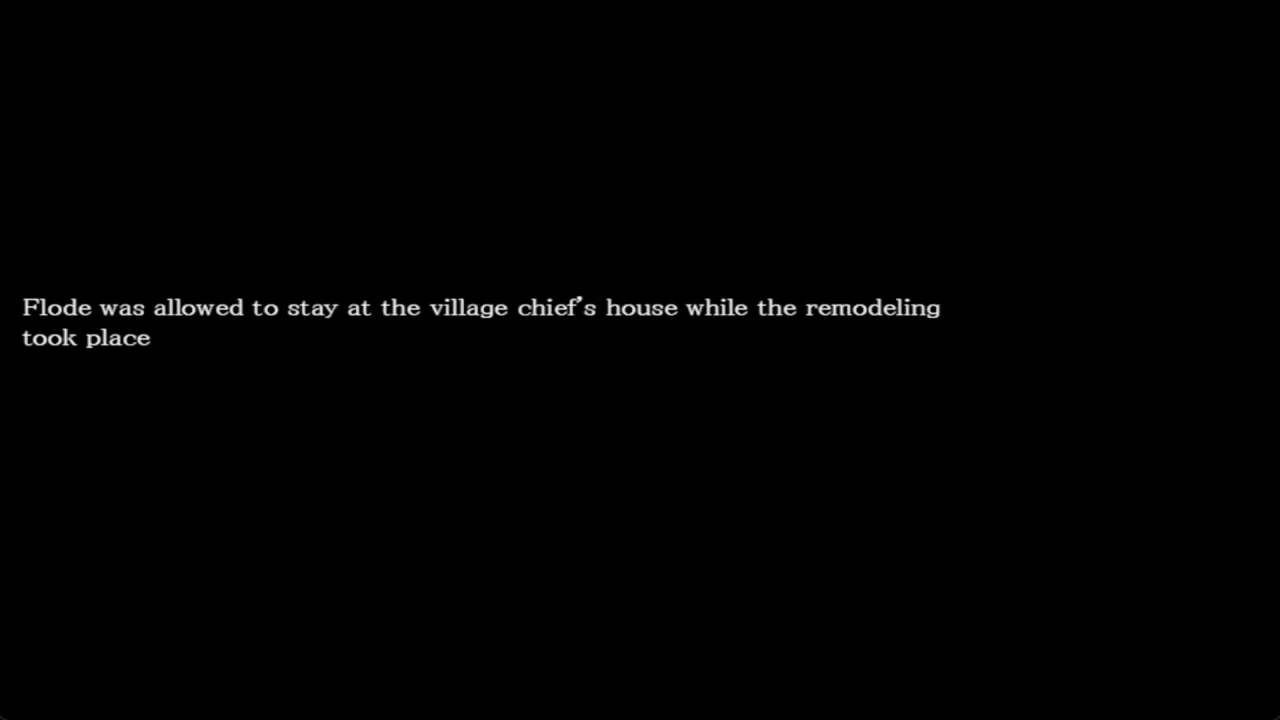 Flode was allowed to stay at the village chief’s house while the remodeling
took place